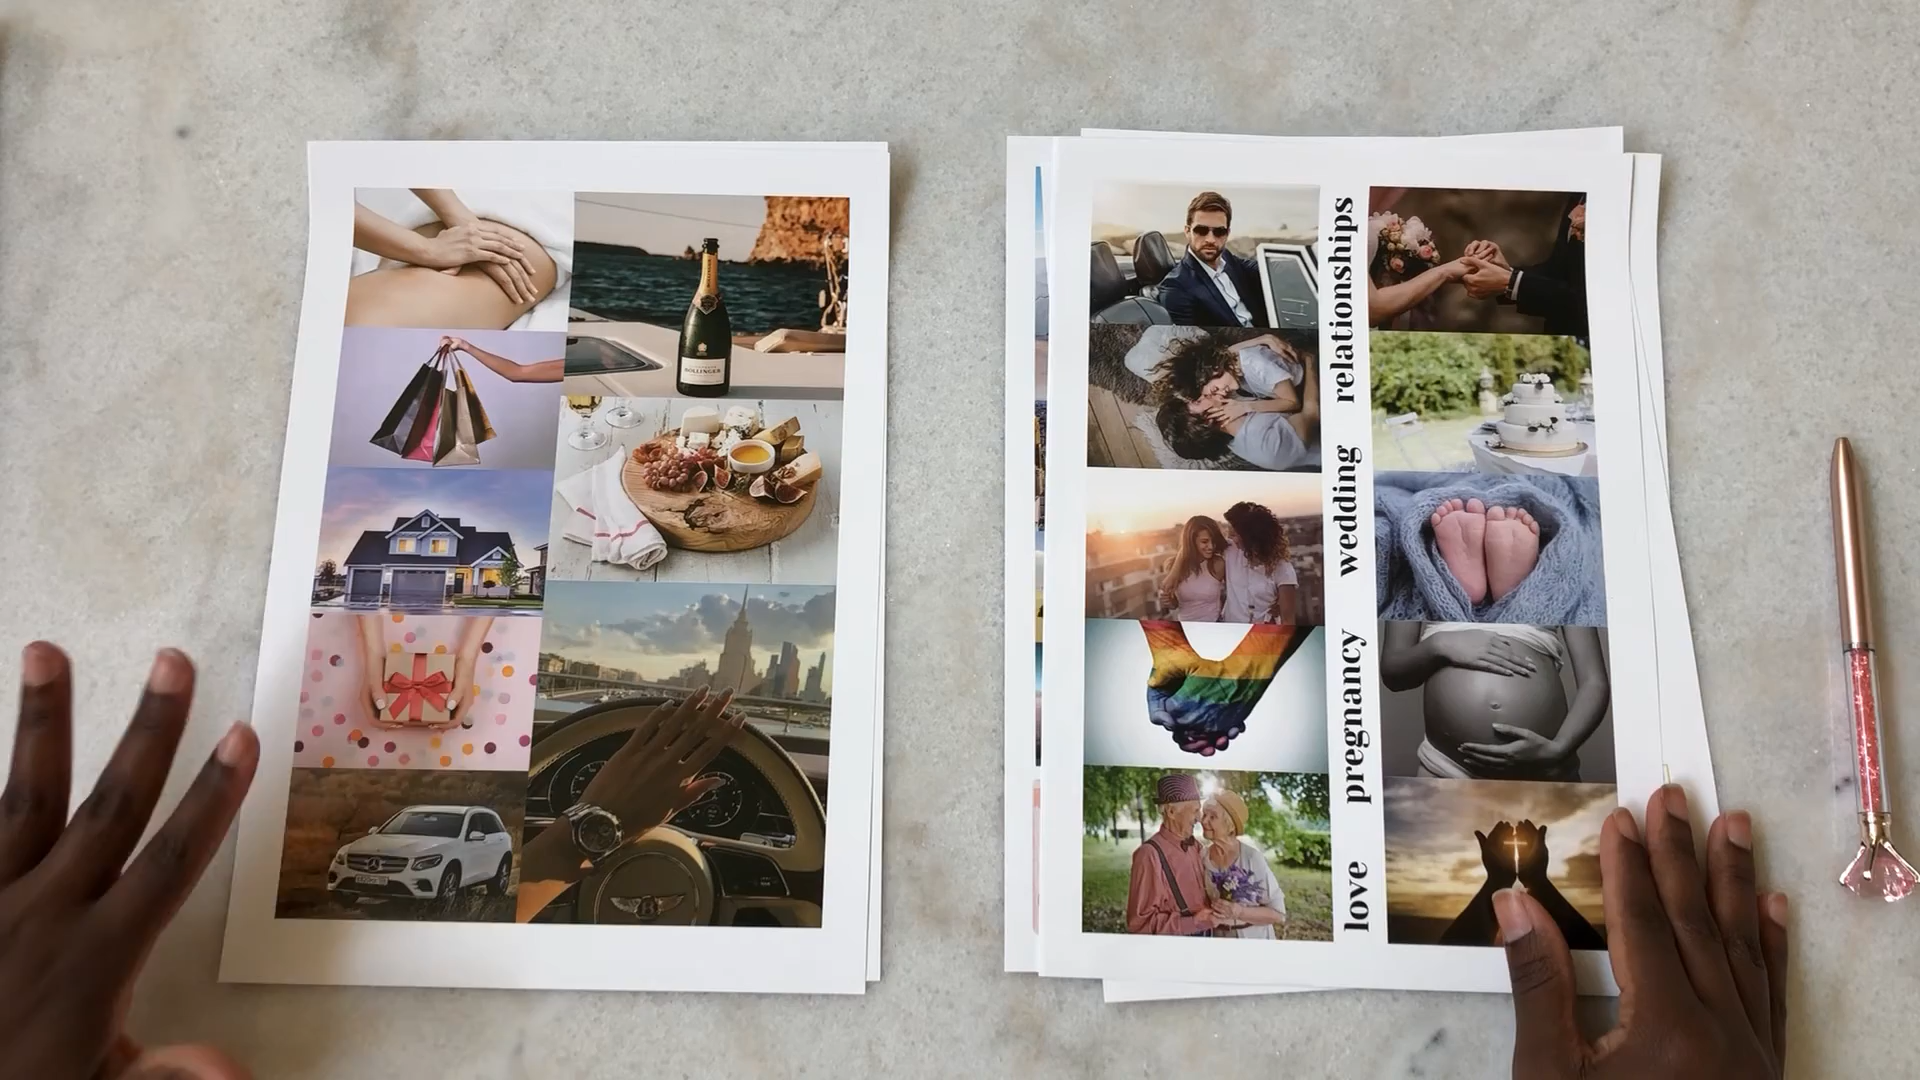 BOLLINGER
relationships
wedding
pregnancy
love